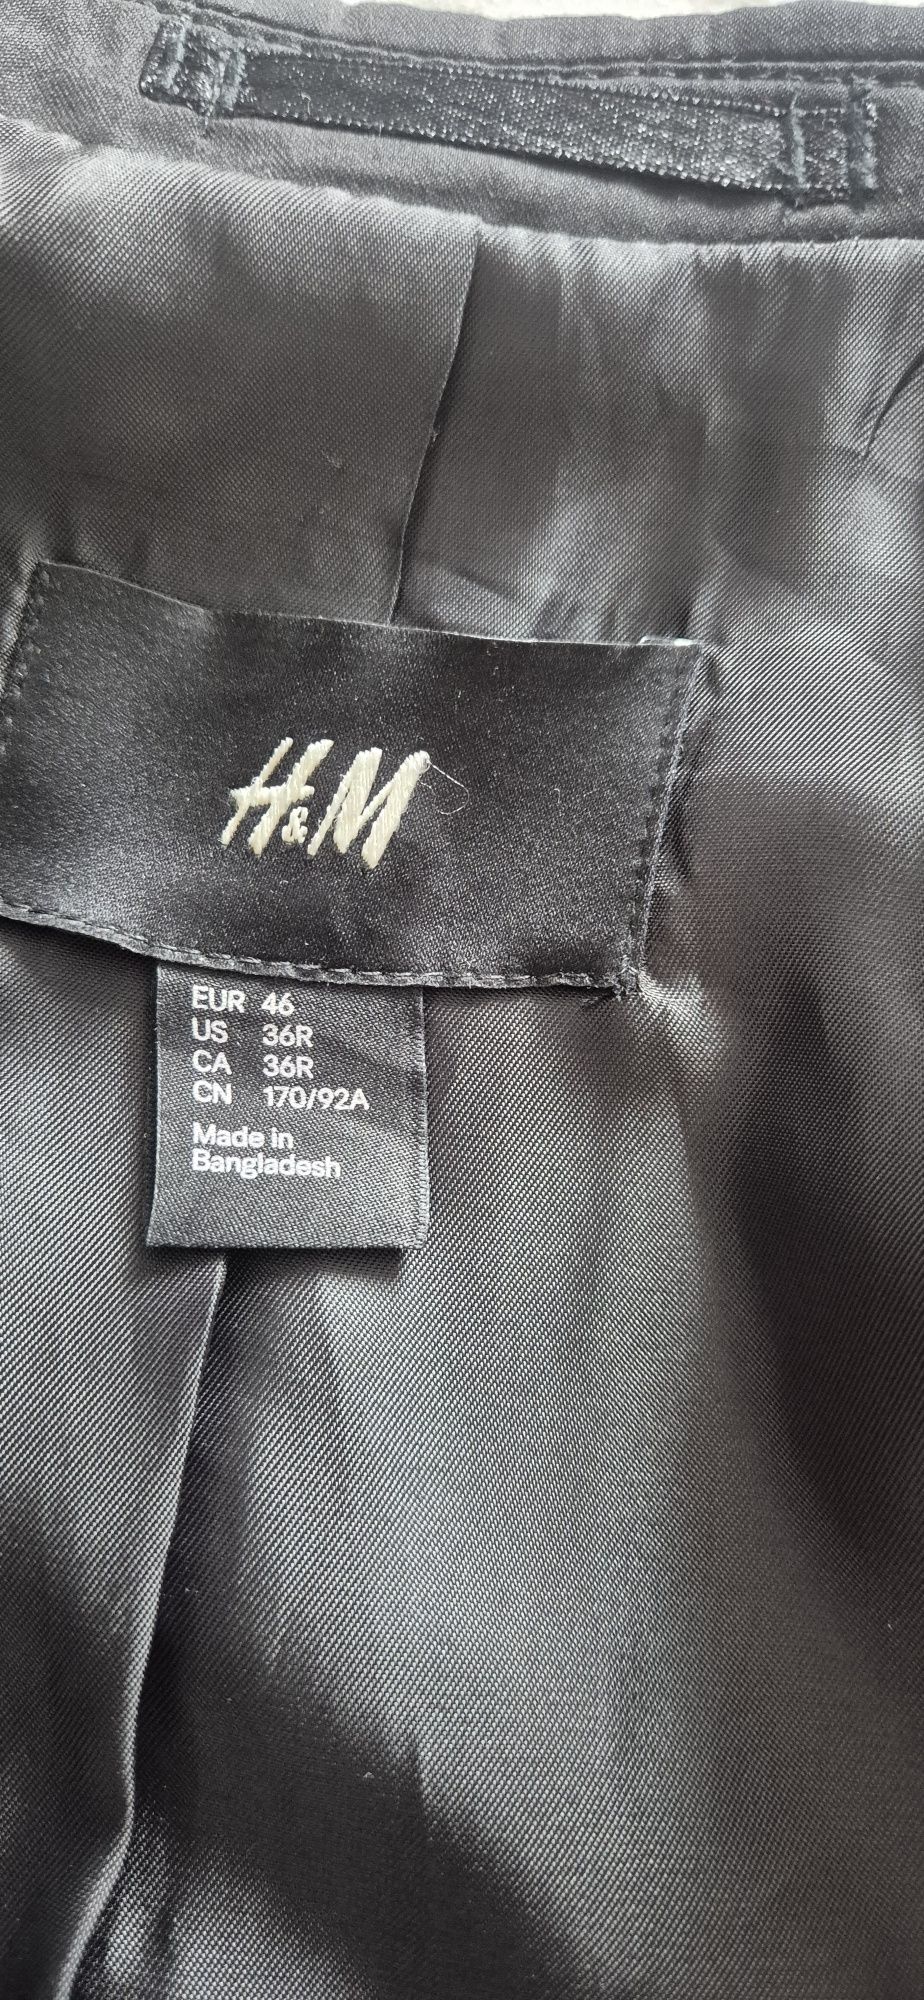 H&M
EUR 46
US 36R
CA 36R
CN 170/92A
Made in
Bangladesh